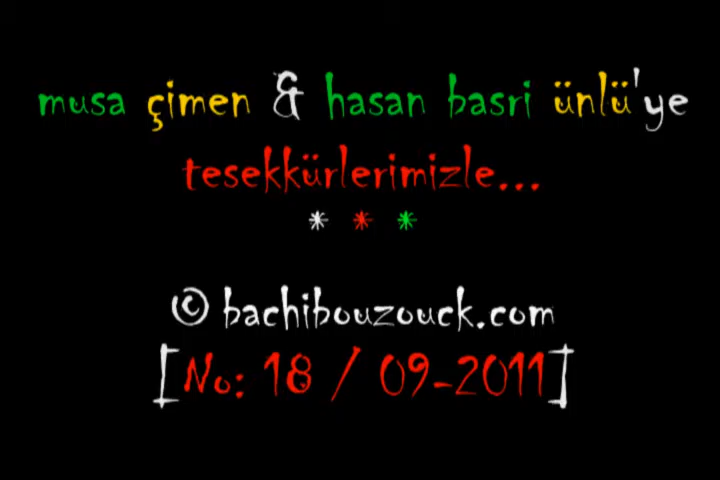 musa çimen & hasan basri ünlü'ye
tesekkürlerimizle...
* * *
© bachibouzouck.com
[No: 18 / 09-2011]